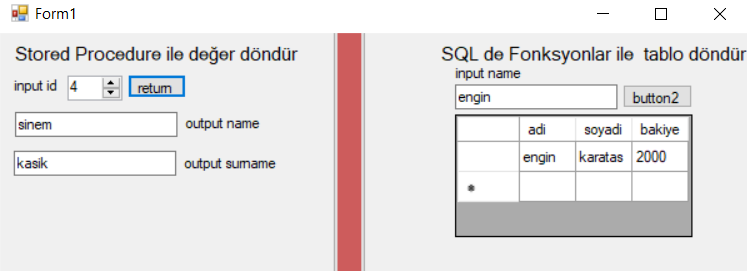 Form1
Stored Procedure ile değer döndür
input id 4 return
sinem output name
kasik output surname
SQL de Fonksyonlar ile tablo döndür
input name
engin button2
adi soyadi bakiye
engin karatas 2000
*